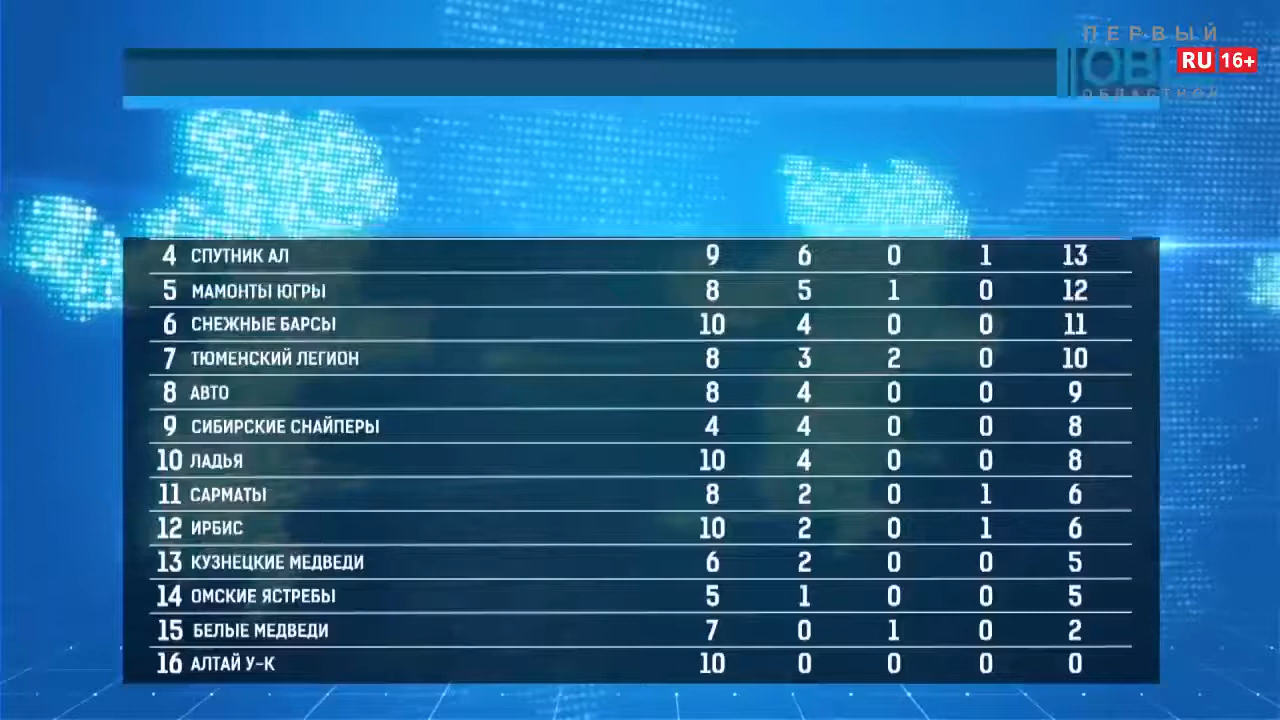 ПЕРВЫЙ
RU 16+
ОБЛАСТНОЙ
4 СПУТНИК АЛ 9 6 0 1 13
5 МАМОНТЫ ЮГРЫ 8 5 1 0 12
6 СНЕЖНЫЕ БАРСЫ 10 4 0 0 11
7 ТЮМЕНСКИЙ ЛЕГИОН 8 3 2 0 10
8 АВТО 8 4 0 0 9
9 СИБИРСКИЕ СНАЙПЕРЫ 4 4 0 0 8
10 ЛАДЬЯ 10 4 0 0 8
11 САРМАТЫ 8 2 0 1 6
12 ИРБИС 10 2 0 1 6
13 КУЗНЕЦКИЕ МЕДВЕДИ 6 2 0 0 5
14 ОМСКИЕ ЯСТРЕБЫ 5 1 0 0 5
15 БЕЛЫЕ МЕДВЕДИ 7 0 1 0 2
16 АЛТАЙ У-К 10 0 0 0 0